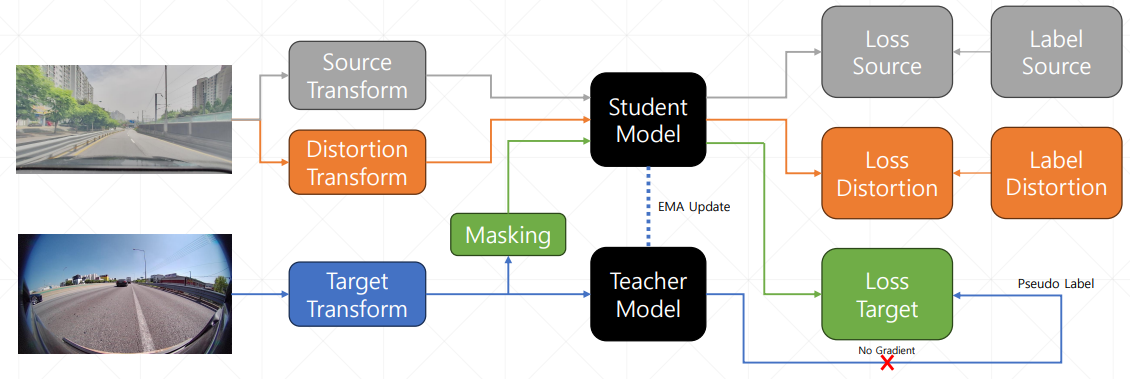 Source
Transform
Distortion
Transform
Masking
Target
Transform
Student
Model
EMA Update
Teacher
Model
Loss
Source
Label
Source
Loss
Distortion
Label
Distortion
Loss
Target
Pseudo Label
No Gradient